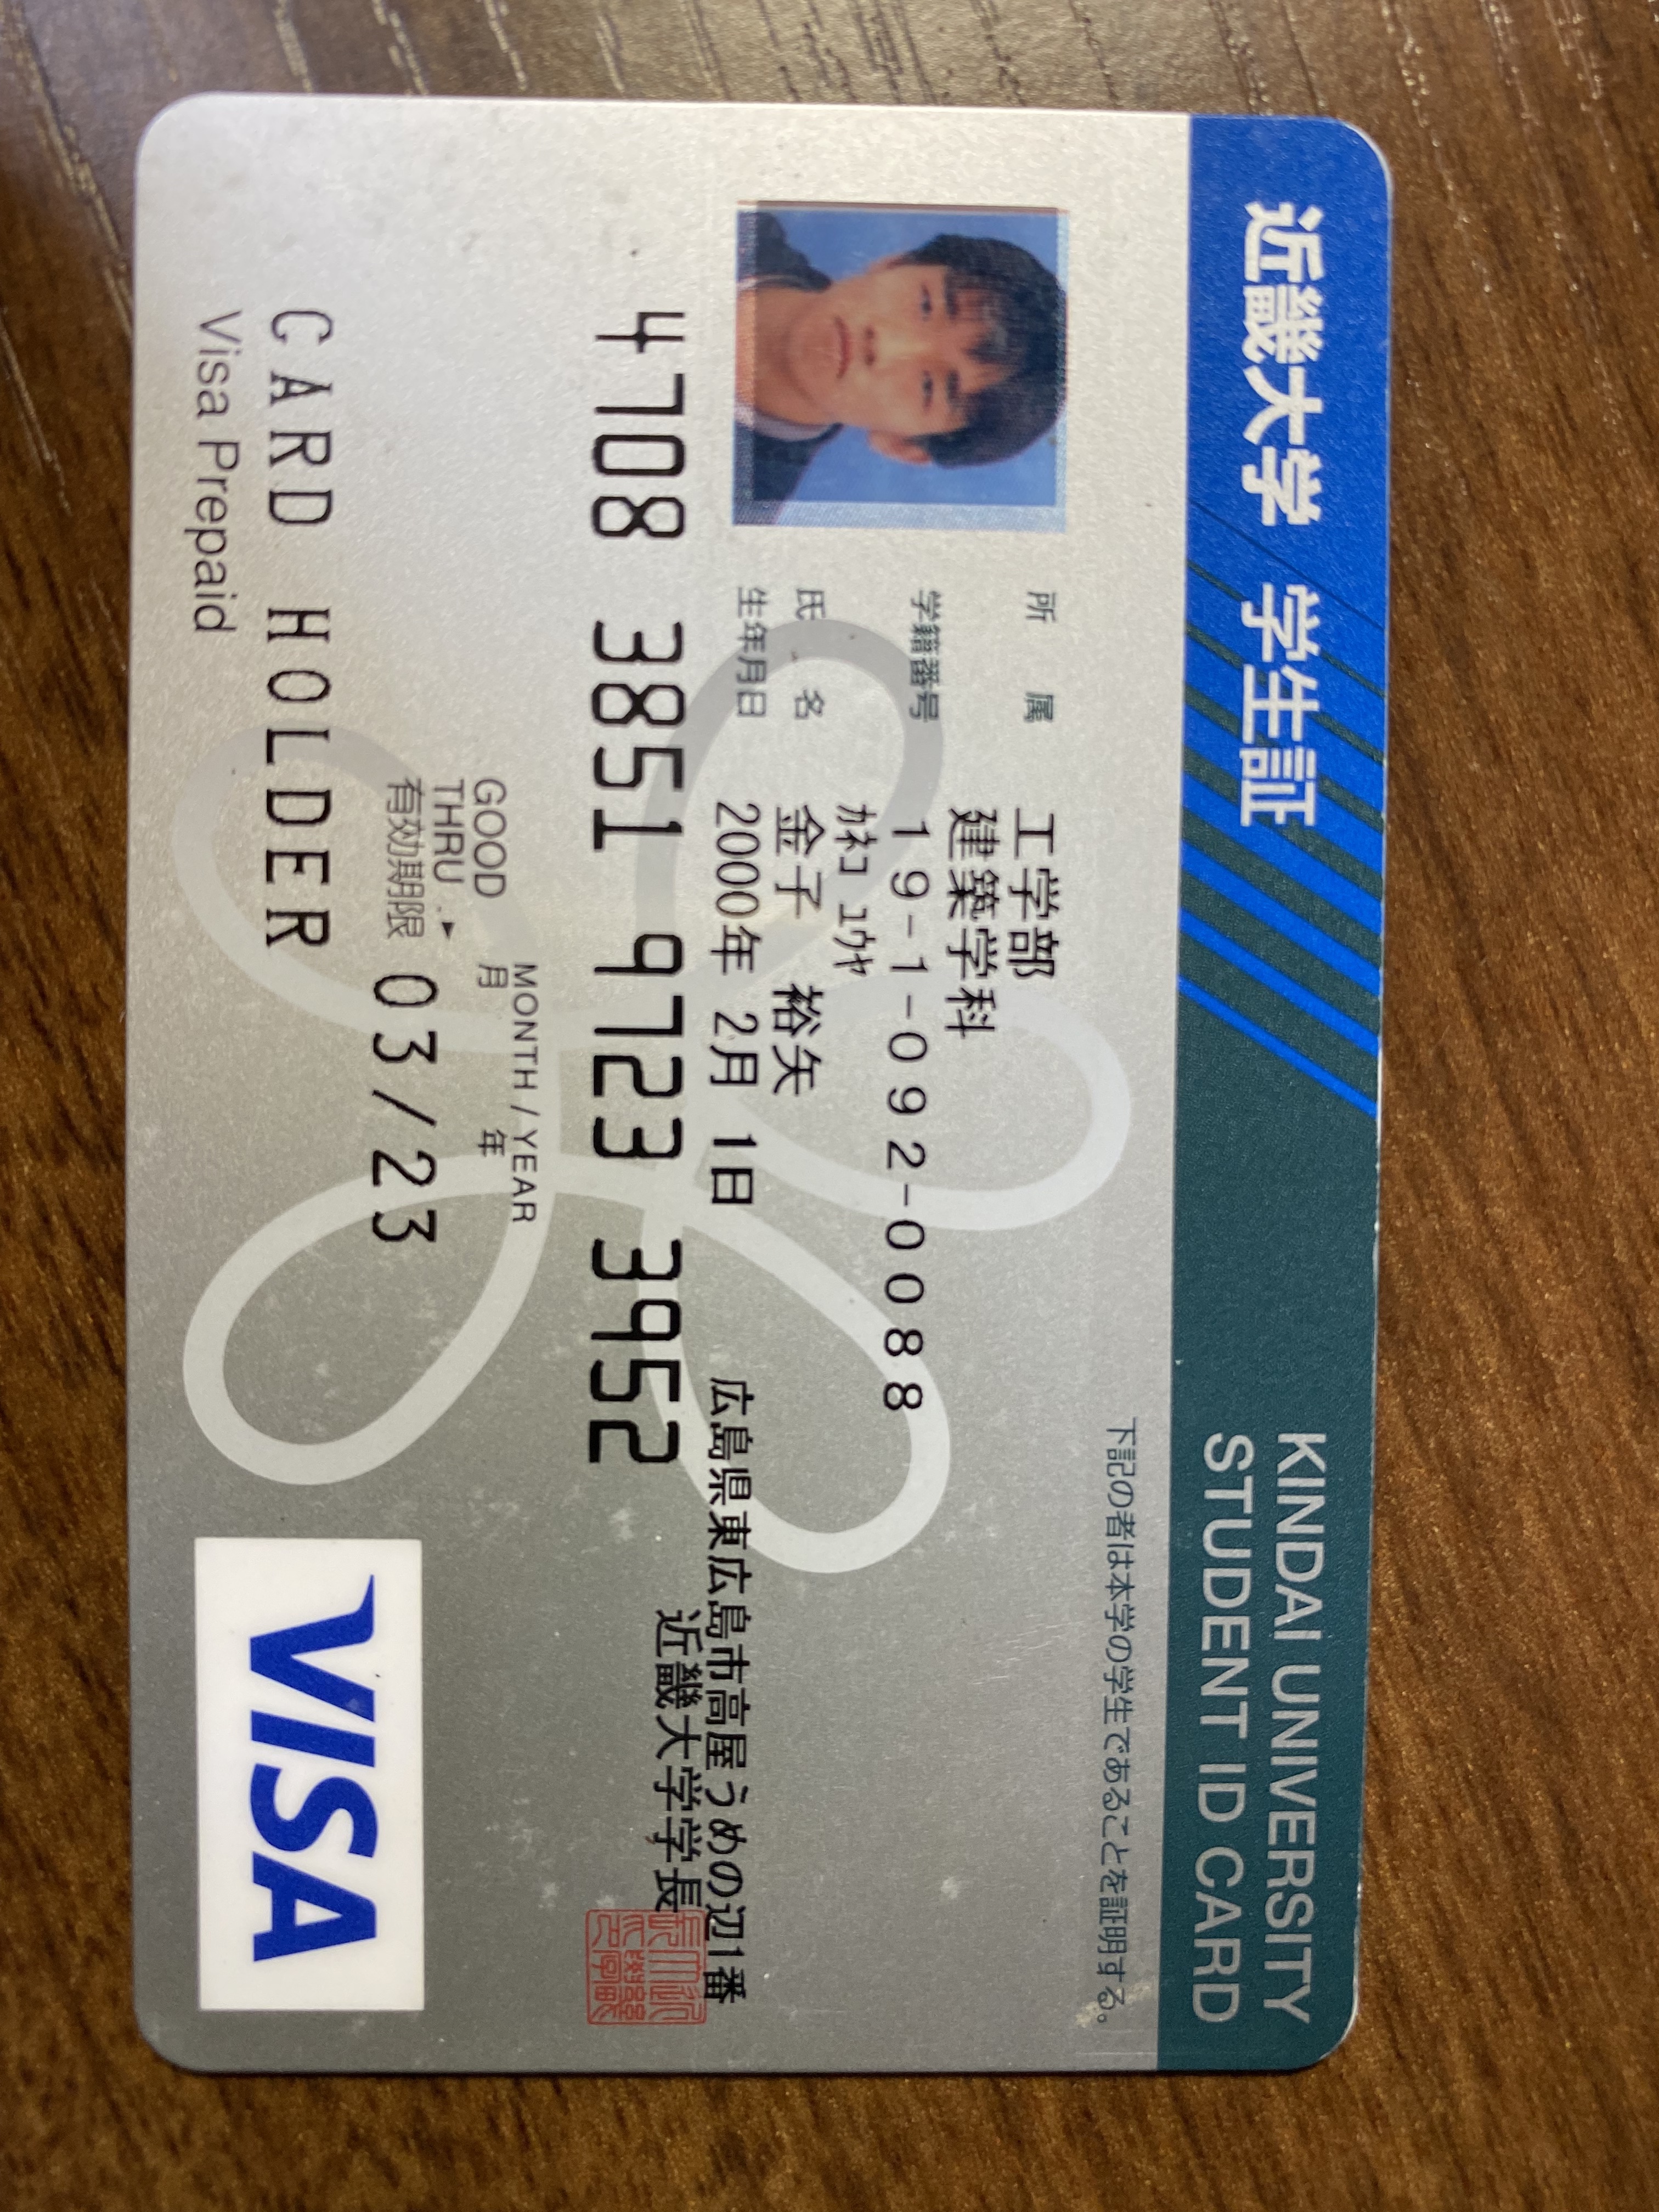 近畿大学 学生証
KINDAI UNIVERSITY
STUDENT ID CARD
下記の者は本学の学生であることを証明する。
所 属 工学部
建築学科
学籍番号 19-1-092-0088
ｶﾈｺ ﾕｳﾔ
氏 名 金子 裕矢
生年月日 2000年 2月 1日
広島県東広島市高屋うめの辺1番
近畿大学学長
4708 3851 9723 3952
MONTH / YEAR
月 年
GOOD
THRU
有効期限 03/23
CARD HOLDER
Visa Prepaid
VISA